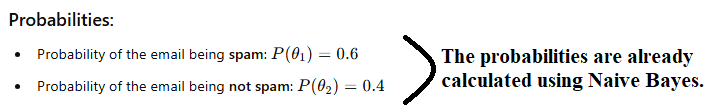 Probabilities:
• Probability of the email being spam: P(θ₁) = 0.6
• Probability of the email being not spam: P(θ₂) = 0.4
The probabilities are already
calculated using Naive Bayes.